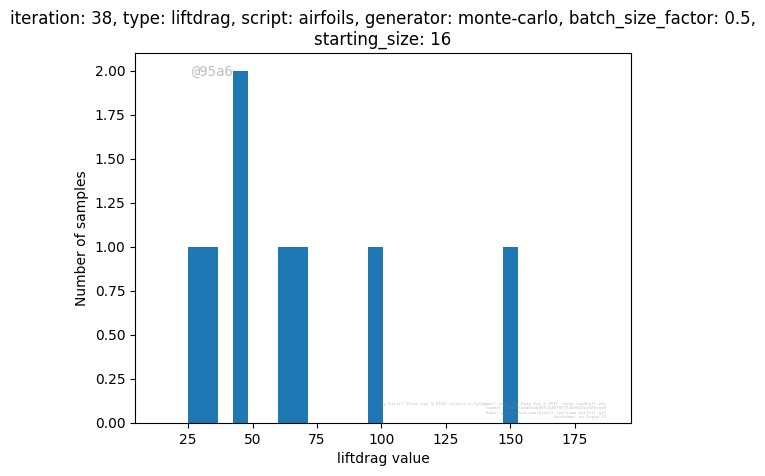 iteration: 38, type: liftdrag, script: airfoils, generator: monte-carlo, batch_size_factor: 0.5,
starting_size: 16
@95a6
2.00
1.75
1.50
1.25
1.00
0.75
0.50
0.25
0.00
Number of samples
25 50 75 100 125 150 175
liftdrag value